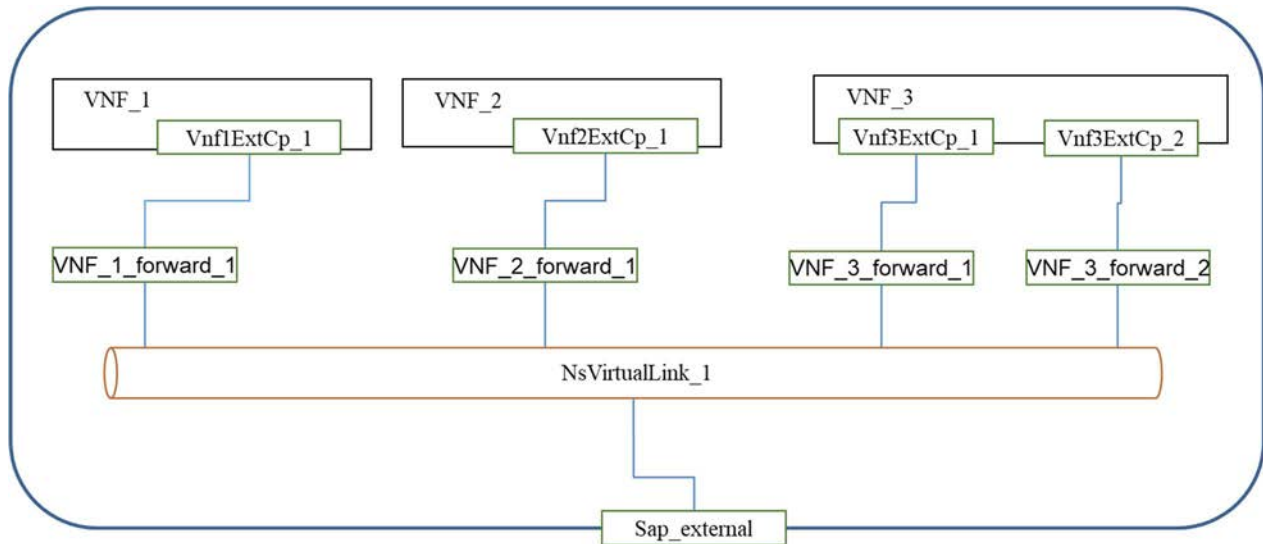 VNF_1
VNF_2
VNF_3
Vnf1ExtCp_1
Vnf2ExtCp_1
Vnf3ExtCp_1
Vnf3ExtCp_2
VNF_1_forward_1
VNF_2_forward_1
VNF_3_forward_1
VNF_3_forward_2
NsVirtualLink_1
Sap_external